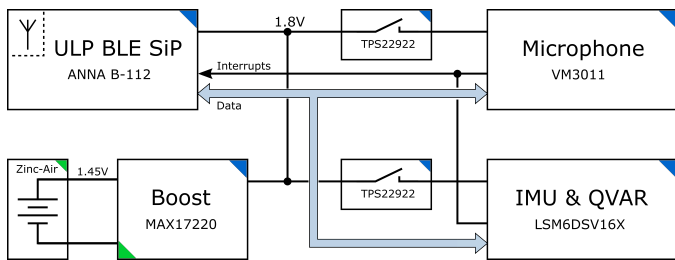 1.8V
ULP BLE SiP
ANNA B-112
TPS22922
Microphone
VM3011
Interrupts
Data
Zinc-Air
1.45V
Boost
MAX17220
TPS22922
IMU & QVAR
LSM6DSV16X